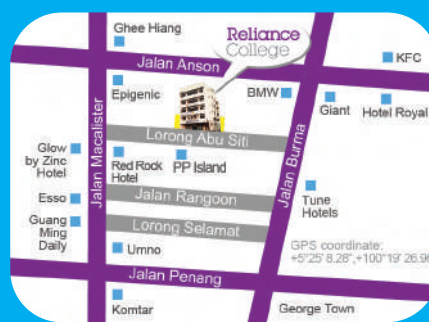 Ghee Hiang
Reliance
College
KFC
Jalan Anson
Epigenic
BMW
Giant
Hotel Royal
Lorong Abu Siti
Glow
by Zinc
Hotel
Red Rock
Hotel
PP Island
Jalan Macalister
Jalan Burma
Esso
Jalan Rangoon
Tune
Hotels
Guang
Ming
Daily
Lorong Selamat
Umno
GPS coordinate:
+5°25' 8.28",+100°19' 26.96
Jalan Penang
Komtar
George Town